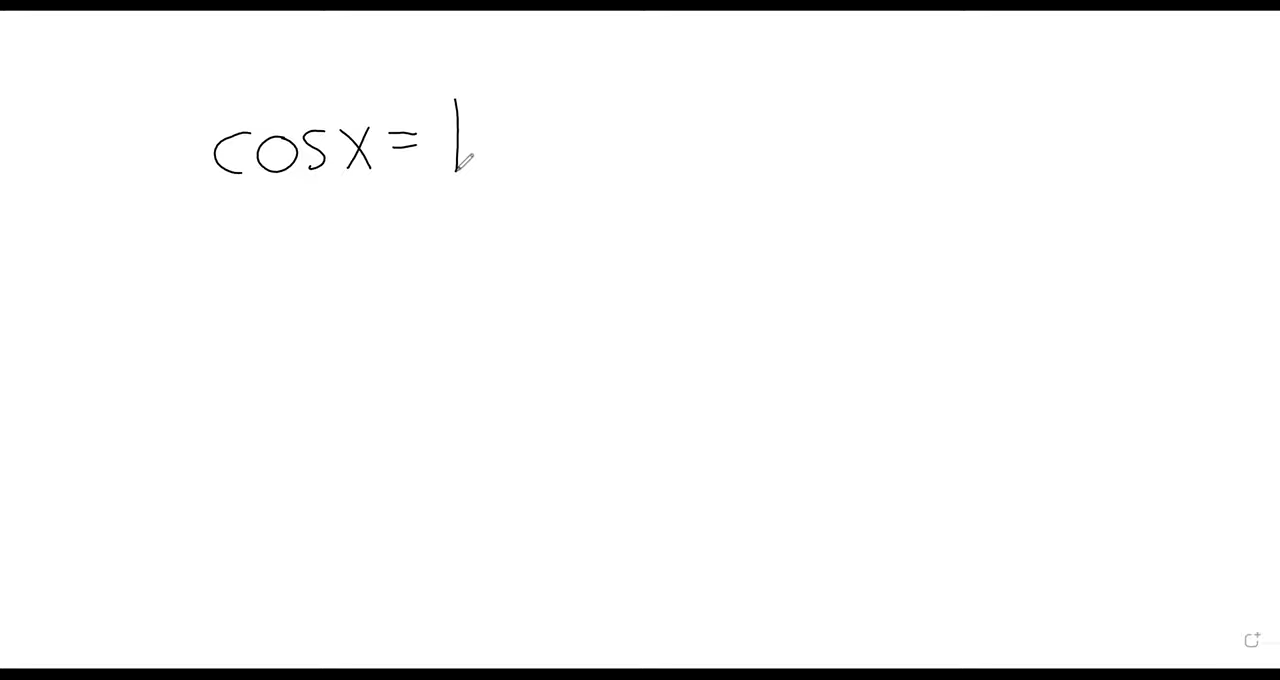 cosx = 1